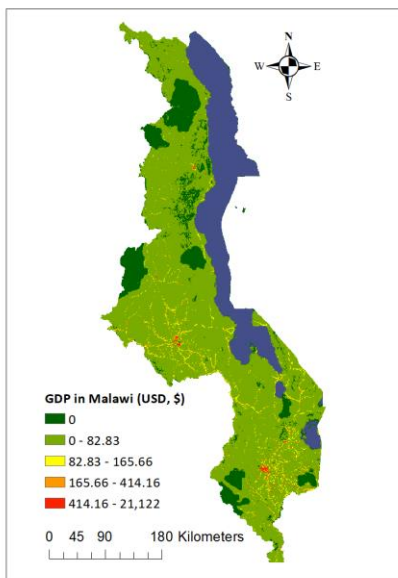 N
W E
S
GDP in Malawi (USD, $)
0
0 - 82.83
82.83 - 165.66
165.66 - 414.16
414.16 - 21,122
0 45 90 180 Kilometers